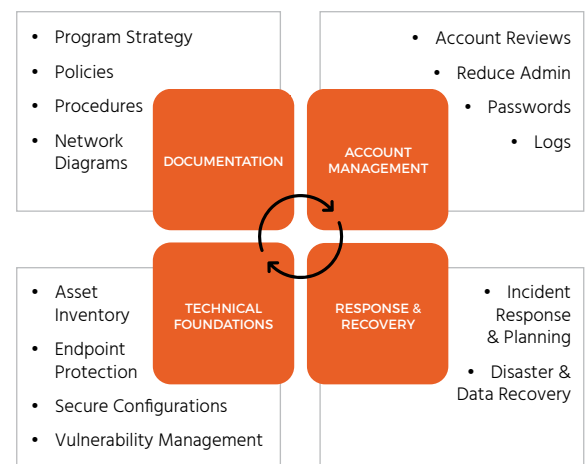 • Program Strategy
• Policies
• Procedures
• Network
Diagrams
DOCUMENTATION
• Account Reviews
• Reduce Admin
• Passwords
• Logs
ACCOUNT
MANAGEMENT
• Asset
Inventory
• Endpoint
Protection
• Secure Configurations
• Vulnerability Management
TECHNICAL
FOUNDATIONS
RESPONSE &
RECOVERY
• Incident
Response
& Planning
• Disaster &
Data Recovery